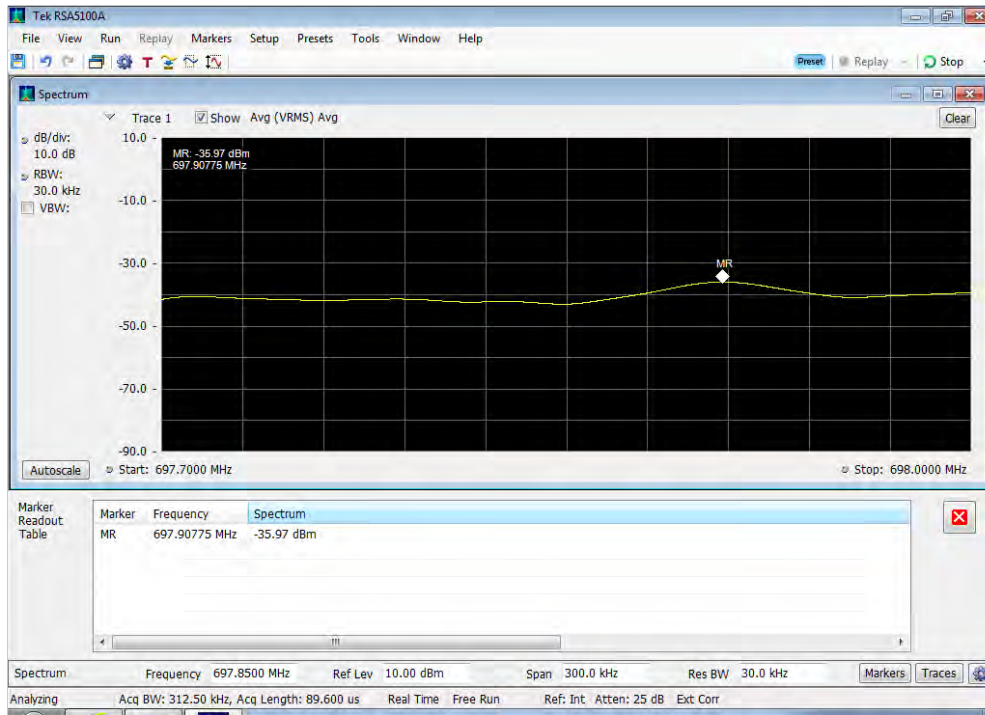 Tek RSA5100A
File View Run Replay Markers Setup Presets Tools Window Help
Preset Replay Stop
Spectrum
Trace 1 Show Avg (VRMS) Avg
Clear
dB/div:
10.0 dB
RBW:
30.0 kHz
VBW:
10.0
MR: -35.97 dBm
697.90775 MHz
-10.0
-30.0
MR
-50.0
-70.0
-90.0
Autoscale
Start: 697.7000 MHz
Stop: 698.0000 MHz
Marker
Readout
Table
Marker Frequency Spectrum
MR 697.90775 MHz -35.97 dBm
Spectrum Frequency 697.8500 MHz Ref Lev 10.00 dBm Span 300.0 kHz Res BW 30.0 kHz Markers Traces
Analyzing Acq BW: 312.50 kHz, Acq Length: 89.600 us Real Time Free Run Ref: Int Atten: 25 dB Ext Corr